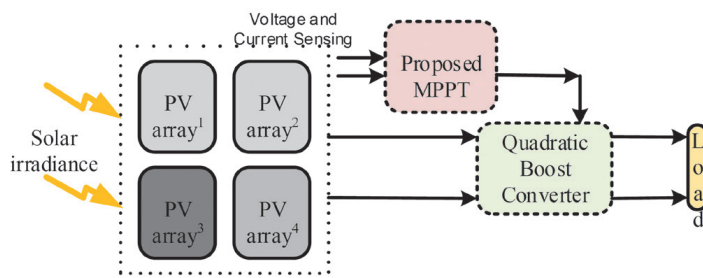 Voltage and
Current Sensing
Proposed
MPPT
PV
array¹
PV
array²
Solar
irradiance
Quadratic
Boost
Converter
L
o
a
d
PV
array³
PV
array⁴